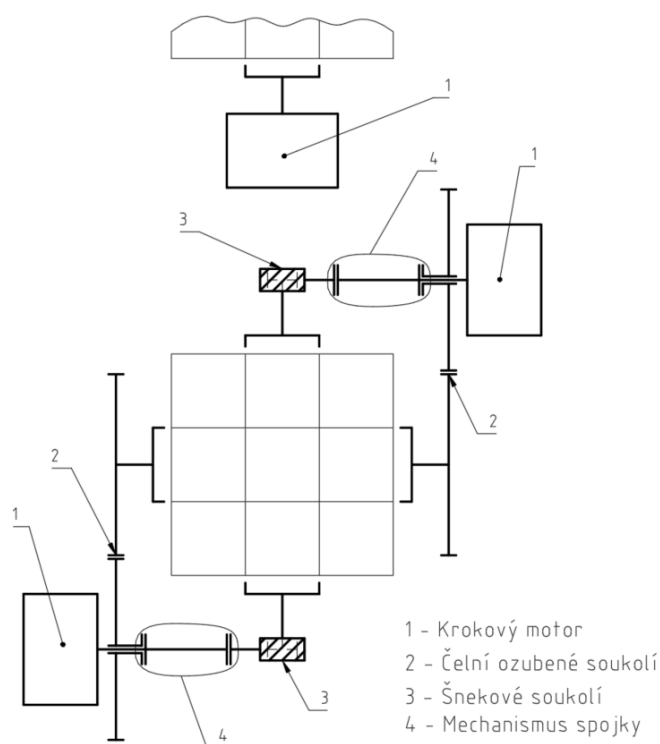 1
4
1
3
2
2
1
3
4
1 - Krokový motor
2 - Čelní ozubené soukolí
3 - Šnekové soukolí
4 - Mechanismus spojky